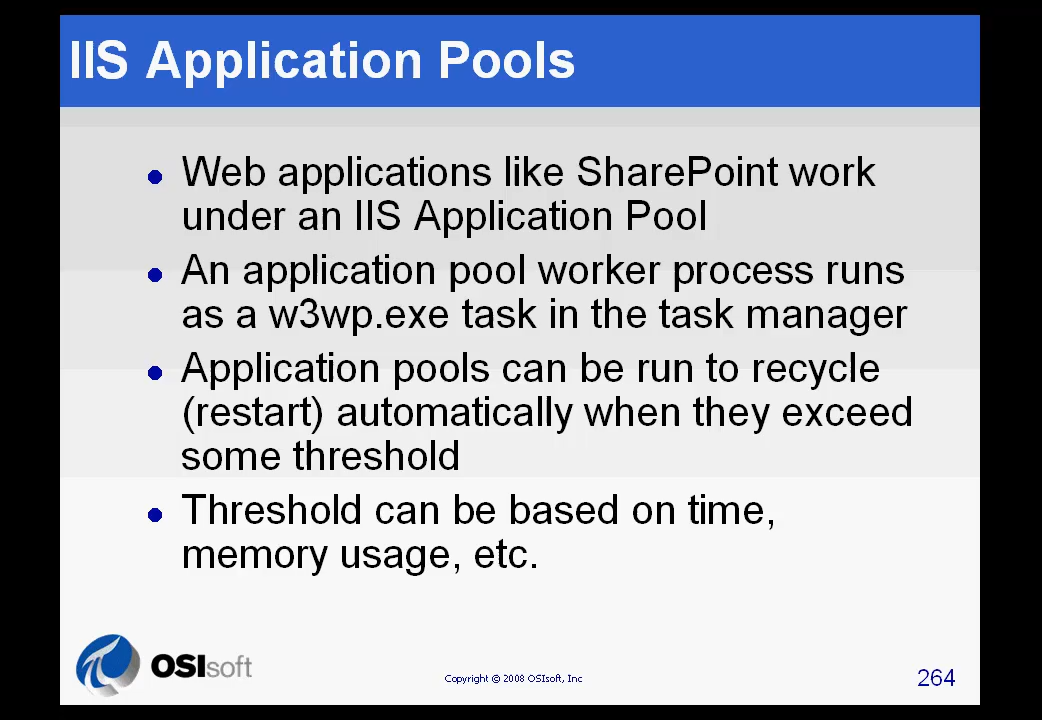 IIS Application Pools
Web applications like SharePoint work
under an IIS Application Pool
An application pool worker process runs
as a w3wp.exe task in the task manager
Application pools can be run to recycle
(restart) automatically when they exceed
some threshold
Threshold can be based on time,
memory usage, etc.
OSIsoft
Copyright © 2008 OSIsoft, Inc
264